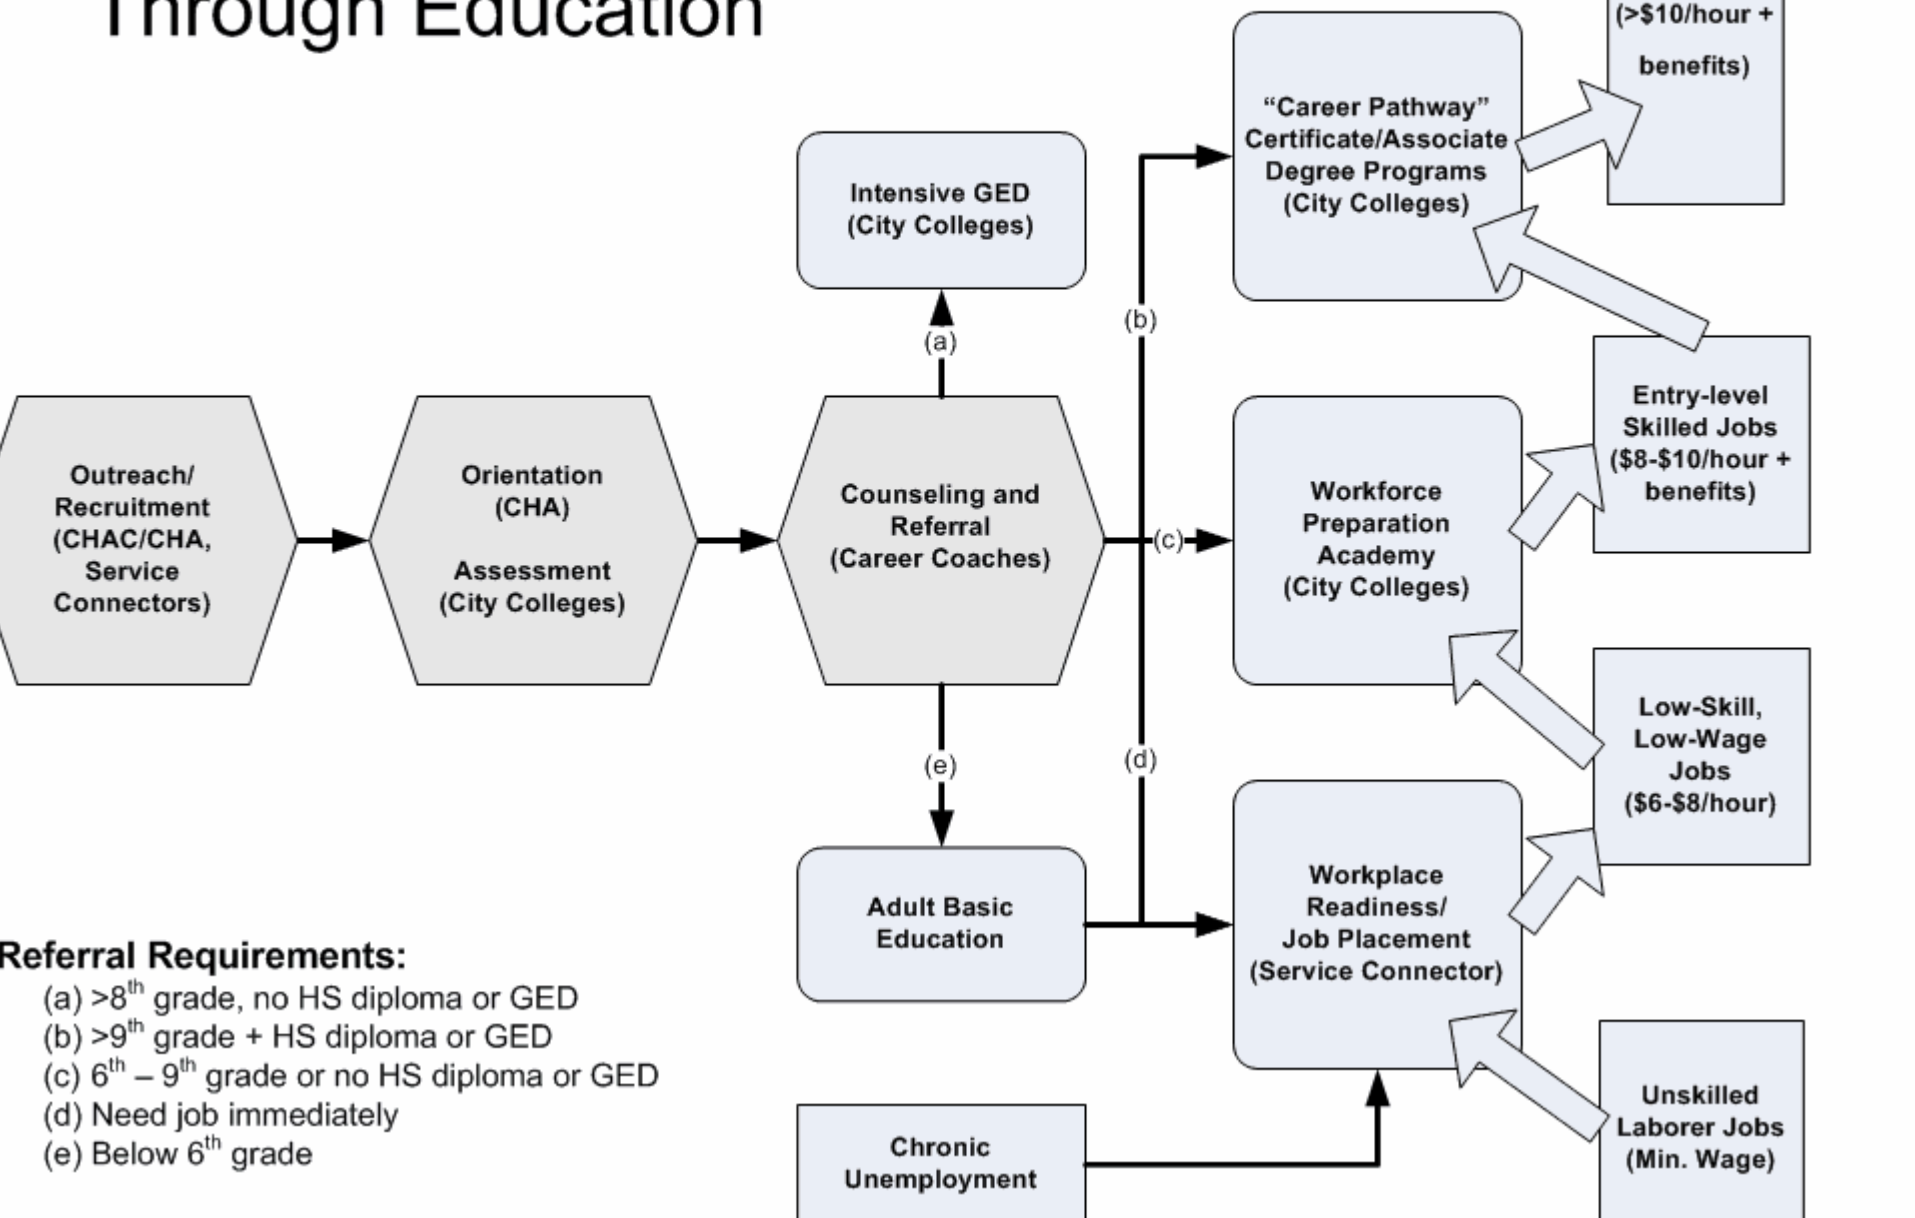 Through Education
(>$10/hour +
benefits)
“Career Pathway”
Certificate/Associate
Degree Programs
(City Colleges)
Intensive GED
(City Colleges)
(a)
(b)
Outreach/
Recruitment
(CHAC/CHA,
Service
Connectors)
Orientation
(CHA)
Assessment
(City Colleges)
Counseling and
Referral
(Career Coaches)
(c)
Workforce
Preparation
Academy
(City Colleges)
Entry-level
Skilled Jobs
($8-$10/hour +
benefits)
(e)
(d)
Low-Skill,
Low-Wage
Jobs
($6-$8/hour)
Adult Basic
Education
Workplace
Readiness/
Job Placement
(Service Connector)
Referral Requirements:
(a) >8th grade, no HS diploma or GED
(b) >9th grade + HS diploma or GED
(c) 6th – 9th grade or no HS diploma or GED
(d) Need job immediately
(e) Below 6th grade
Chronic
Unemployment
Unskilled
Laborer Jobs
(Min. Wage)